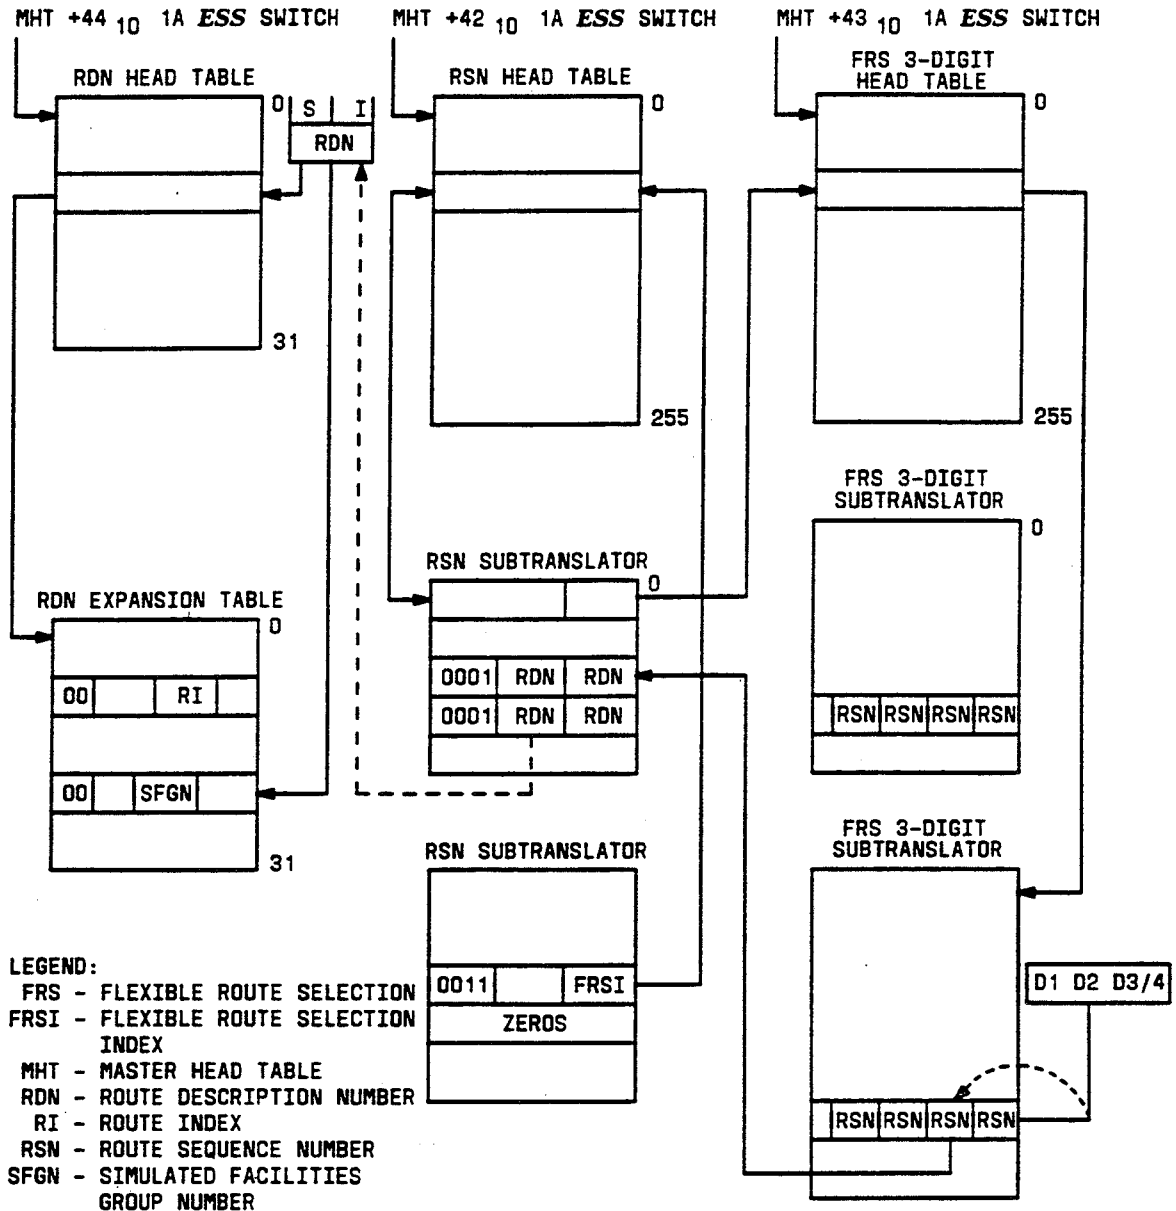 MHT +44 10 1A ESS SWITCH
RDN HEAD TABLE
0
S I
RDN
31
RDN EXPANSION TABLE
0
00 RI
00 SFGN
31
MHT +42 10 1A ESS SWITCH
RSN HEAD TABLE
0
255
RSN SUBTRANSLATOR
0
0001 RDN RDN
0001 RDN RDN
RSN SUBTRANSLATOR
0011 FRSI
ZEROS
MHT +43 10 1A ESS SWITCH
FRS 3-DIGIT
HEAD TABLE
0
255
FRS 3-DIGIT
SUBTRANSLATOR
0
RSN RSN RSN RSN
FRS 3-DIGIT
SUBTRANSLATOR
D1 D2 D3/4
RSN RSN RSN RSN
LEGEND:
FRS - FLEXIBLE ROUTE SELECTION
FRSI - FLEXIBLE ROUTE SELECTION
INDEX
MHT - MASTER HEAD TABLE
RDN - ROUTE DESCRIPTION NUMBER
RI - ROUTE INDEX
RSN - ROUTE SEQUENCE NUMBER
SFGN - SIMULATED FACILITIES
GROUP NUMBER